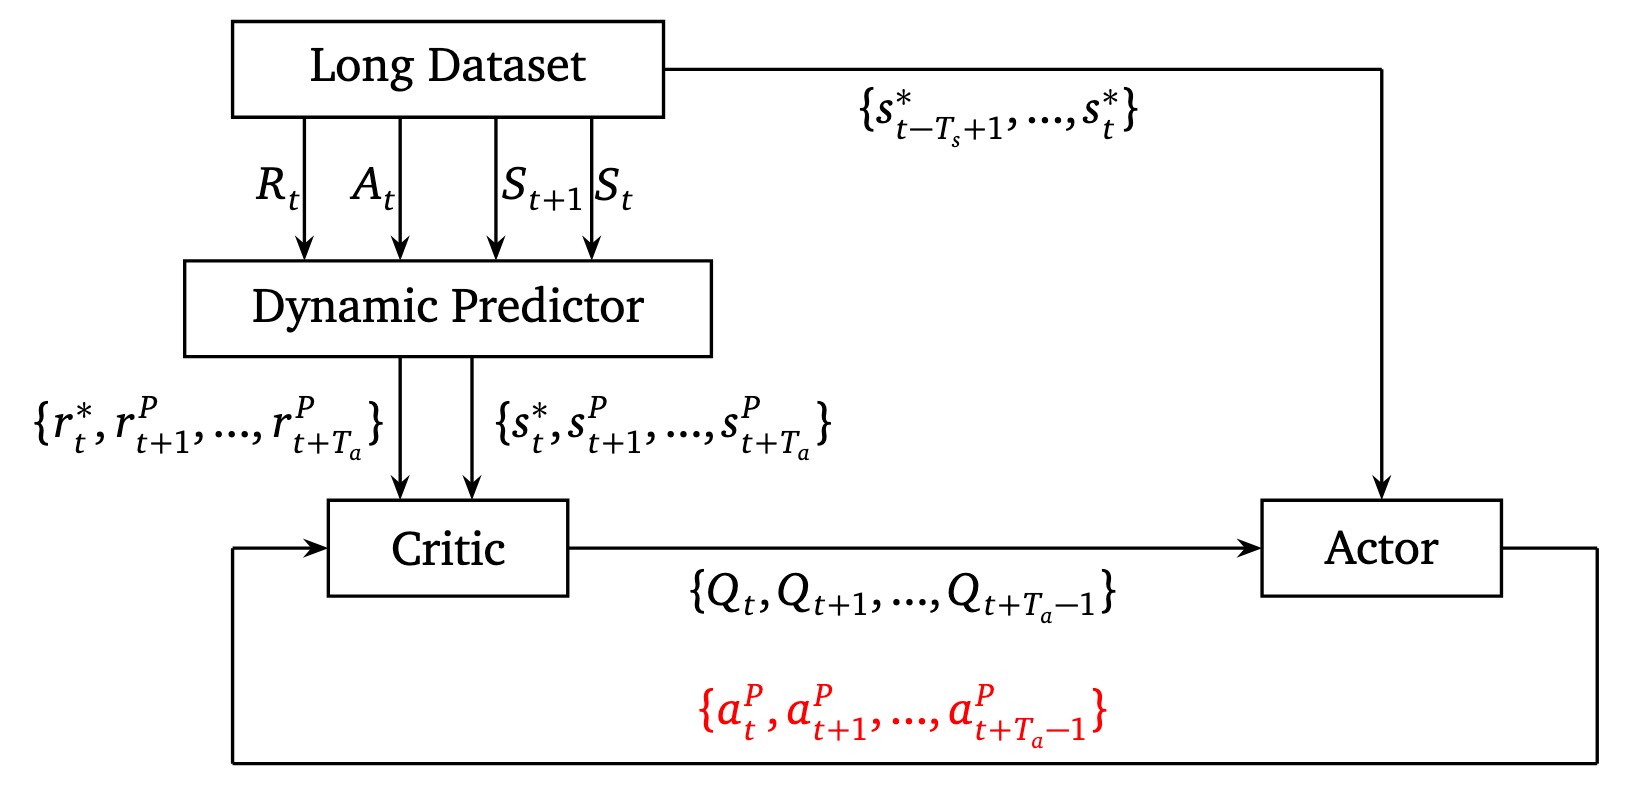 Long Dataset
{s*_{t−T_s+1}, ..., s*_t}
R_t A_t S_{t+1} S_t
Dynamic Predictor
{r*_t, r^P_{t+1}, ..., r^P_{t+T_a}} {s*_t, s^P_{t+1}, ..., s^P_{t+T_a}}
Critic Actor
{Q_t, Q_{t+1}, ..., Q_{t+T_a−1}}
{a^P_t, a^P_{t+1}, ..., a^P_{t+T_a−1}}